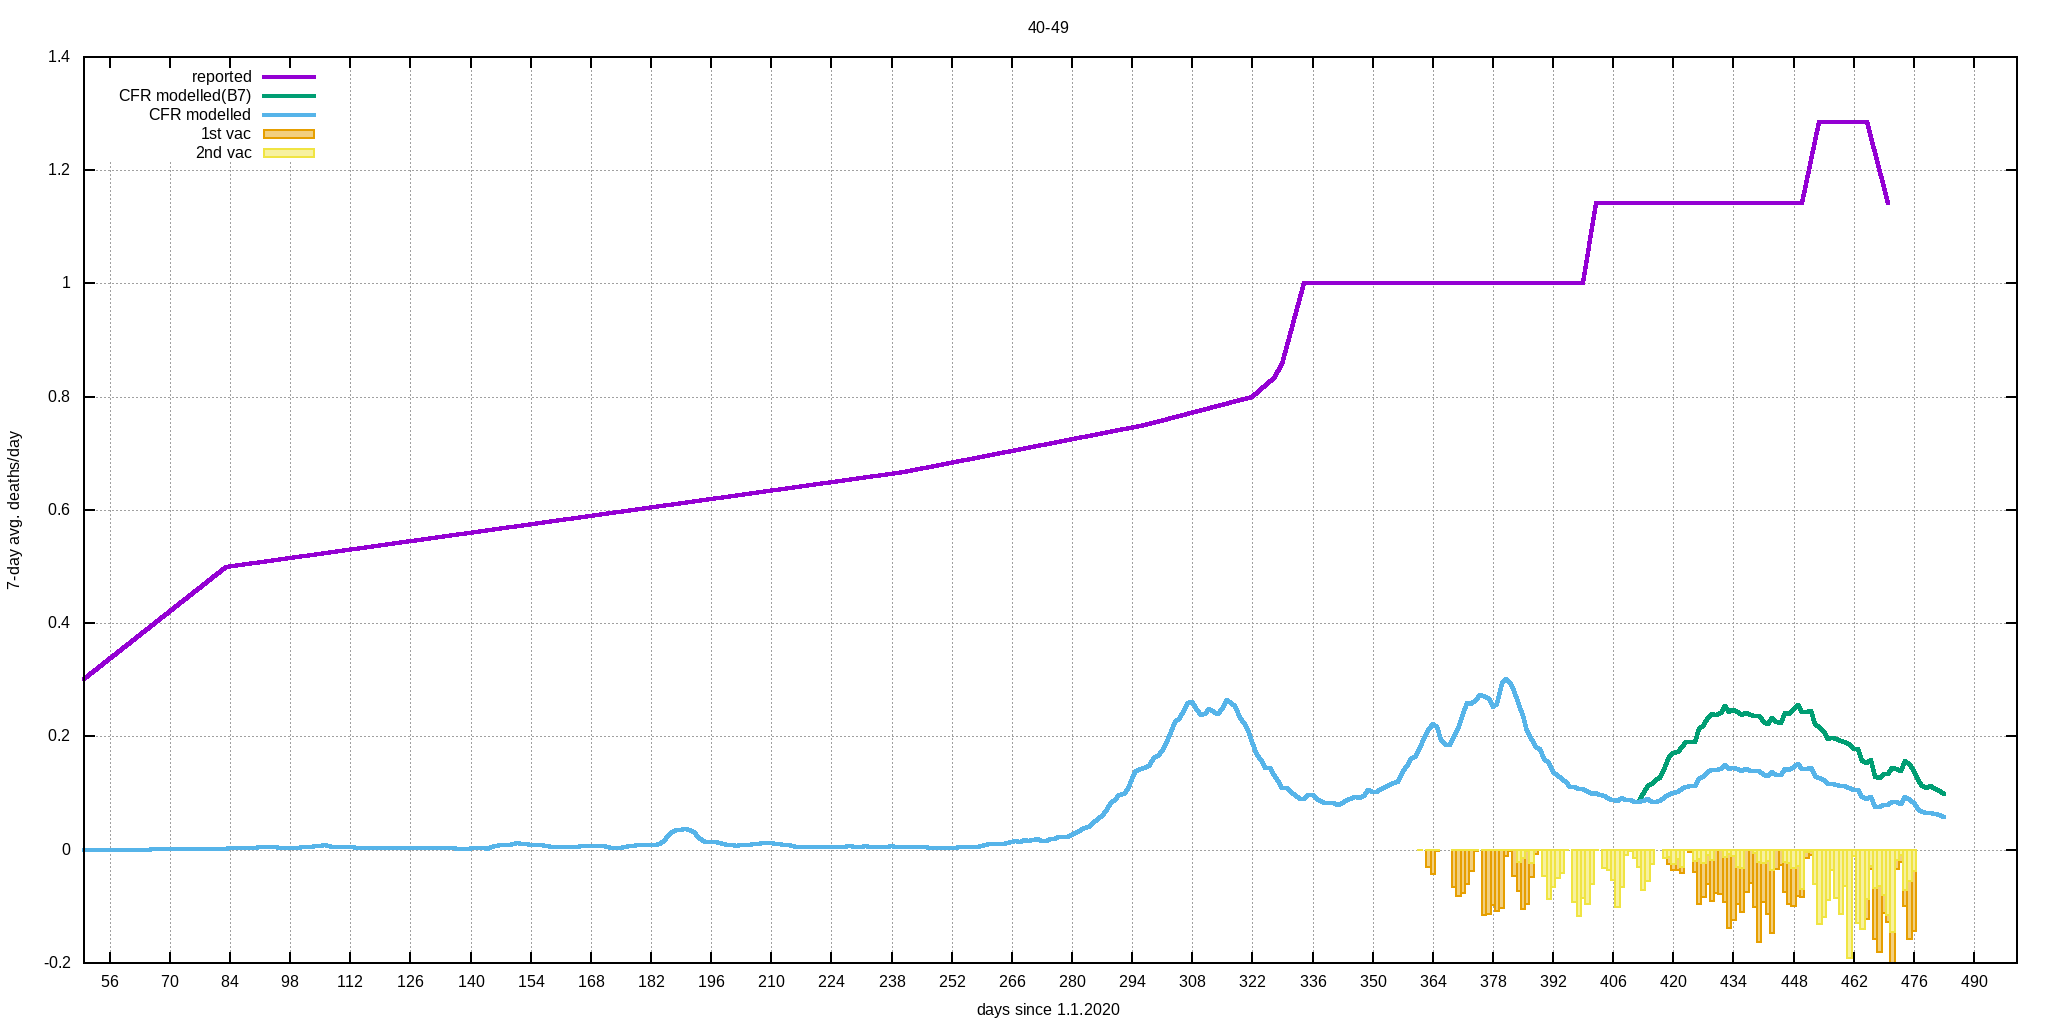 40-49
1.4
1.2
1
0.8
0.6
0.4
0.2
0
-0.2
7-day avg. deaths/day
reported
CFR modelled(B7)
CFR modelled
1st vac
2nd vac
56 70 84 98 112 126 140 154 168 182 196 210 224 238 252 266 280 294 308 322 336 350 364 378 392 406 420 434 448 462 476 490
days since 1.1.2020